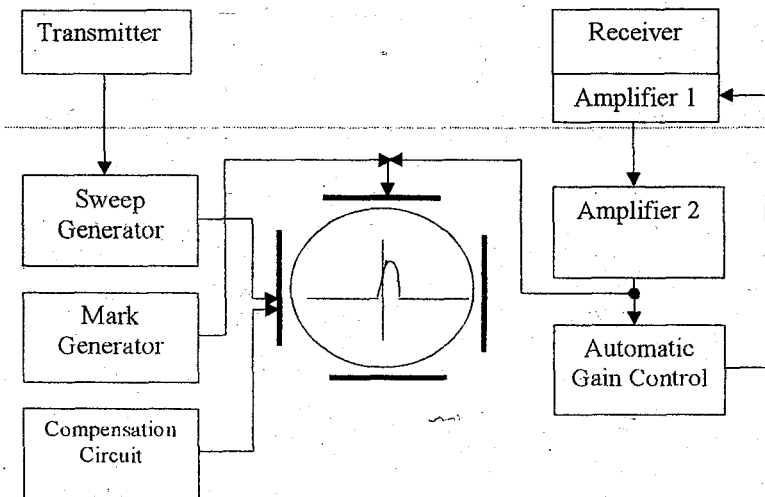 Transmitter
Receiver
Amplifier 1
Sweep
Generator
Amplifier 2
Mark
Generator
Automatic
Gain Control
Compensation
Circuit